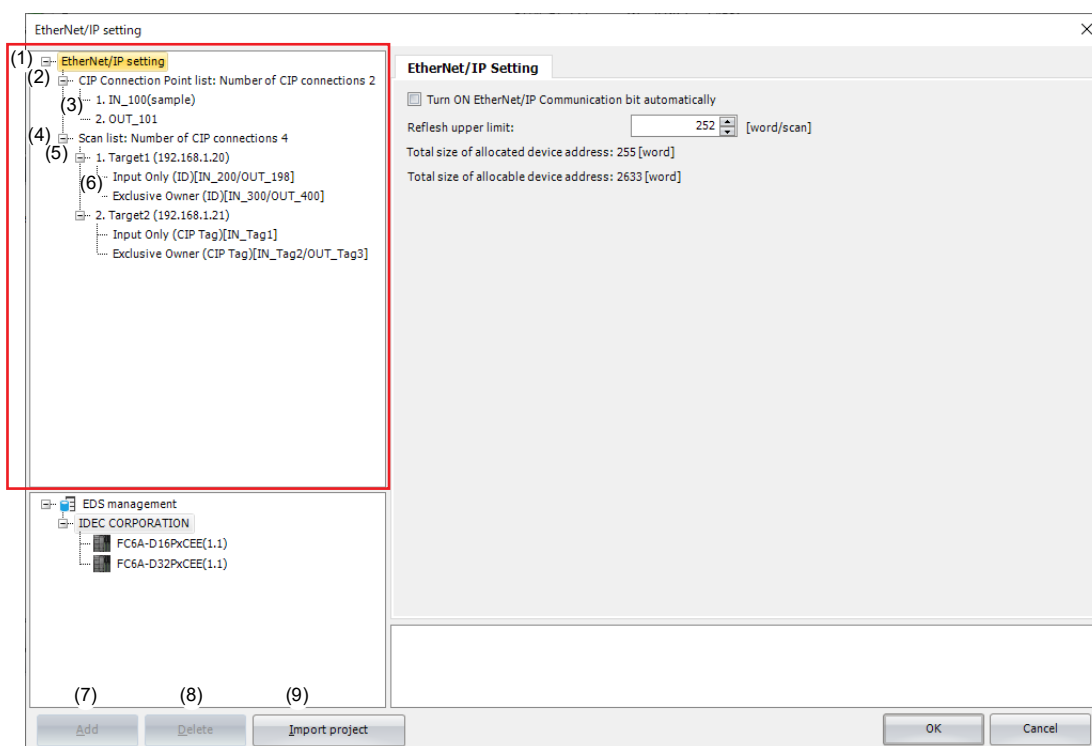 EtherNet/IP setting
(1) EtherNet/IP setting
(2) CIP Connection Point list: Number of CIP connections 2
(3) 1. IN_100(sample)
2. OUT_101
(4) Scan list: Number of CIP connections 4
(5) 1. Target1 (192.168.1.20)
(6) Input Only (ID)[IN_200/OUT_198]
Exclusive Owner (ID)[IN_300/OUT_400]
2. Target2 (192.168.1.21)
Input Only (CIP Tag)[IN_Tag1]
Exclusive Owner (CIP Tag)[IN_Tag2/OUT_Tag3]
EtherNet/IP Setting
Turn ON EtherNet/IP Communication bit automatically
Reflesh upper limit: 252 [word/scan]
Total size of allocated device address: 255 [word]
Total size of allocable device address: 2633 [word]
EDS management
IDEC CORPORATION
FC6A-D16PxCEE(1.1)
FC6A-D32PxCEE(1.1)
(7) (8) (9)
Add Delete Import project OK Cancel